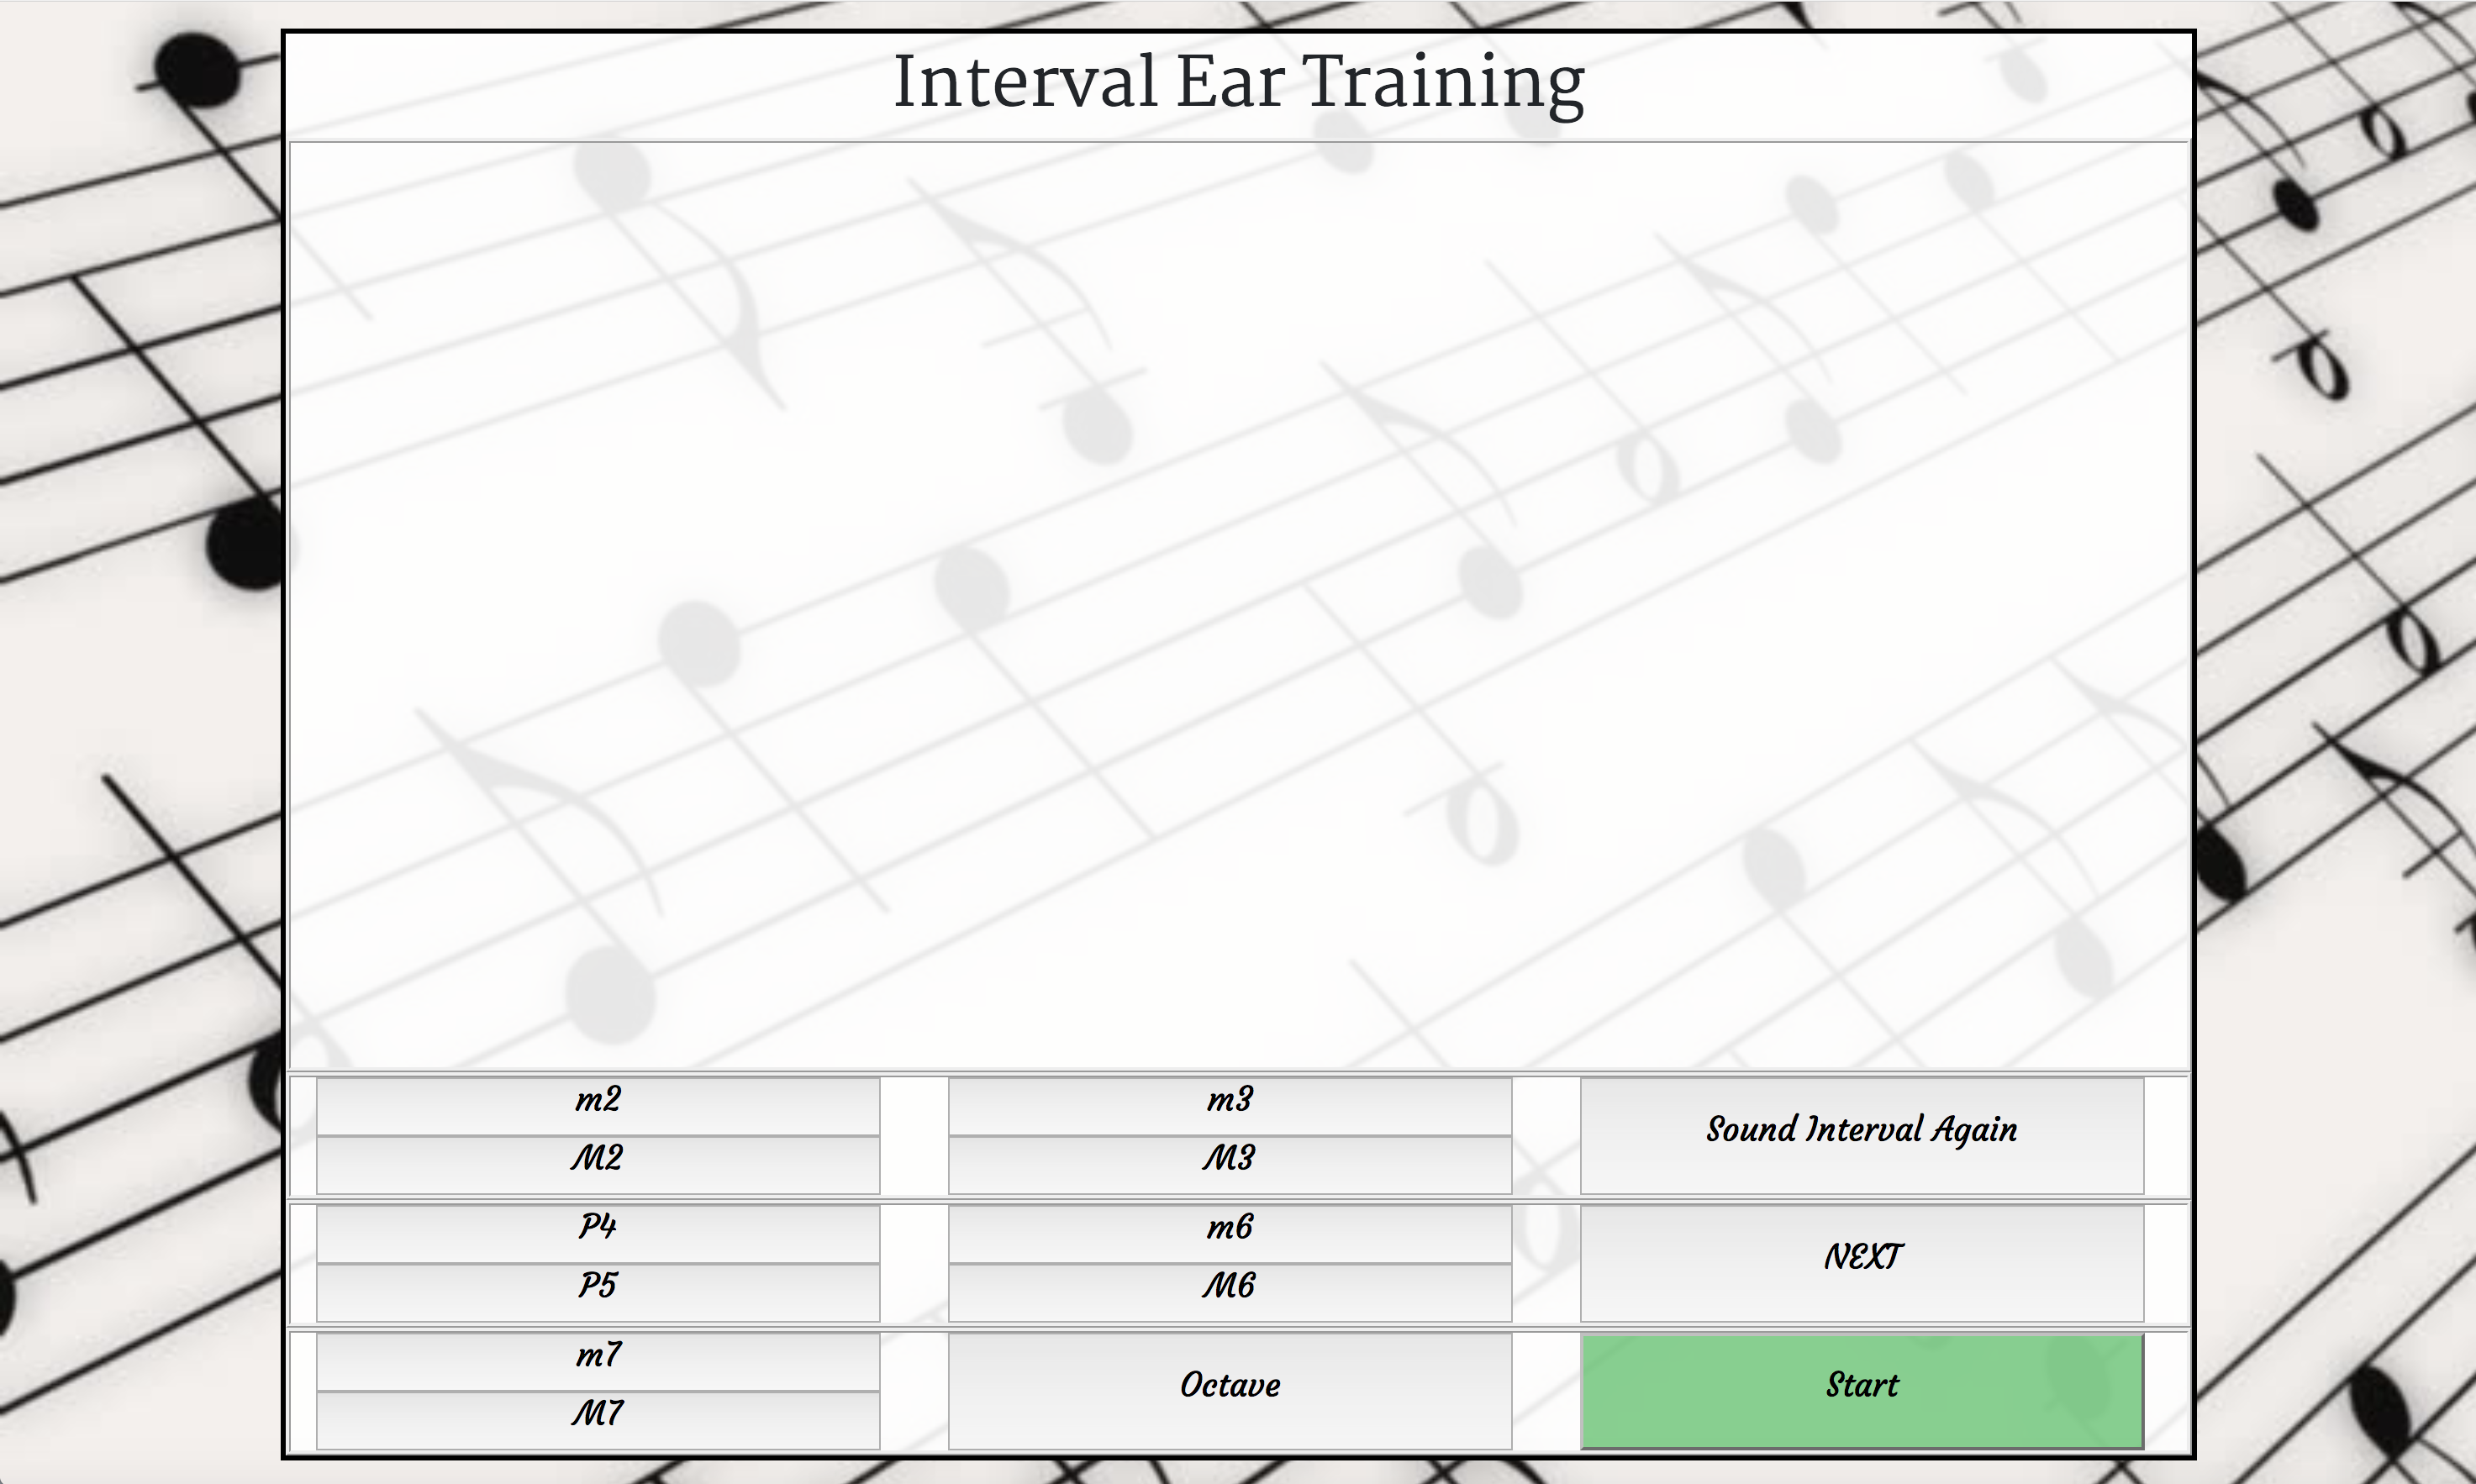 Interval Ear Training
m2
M2
m3
M3
Sound Interval Again
P4
P5
m6
M6
NEXT
m7
M7
Octave
Start